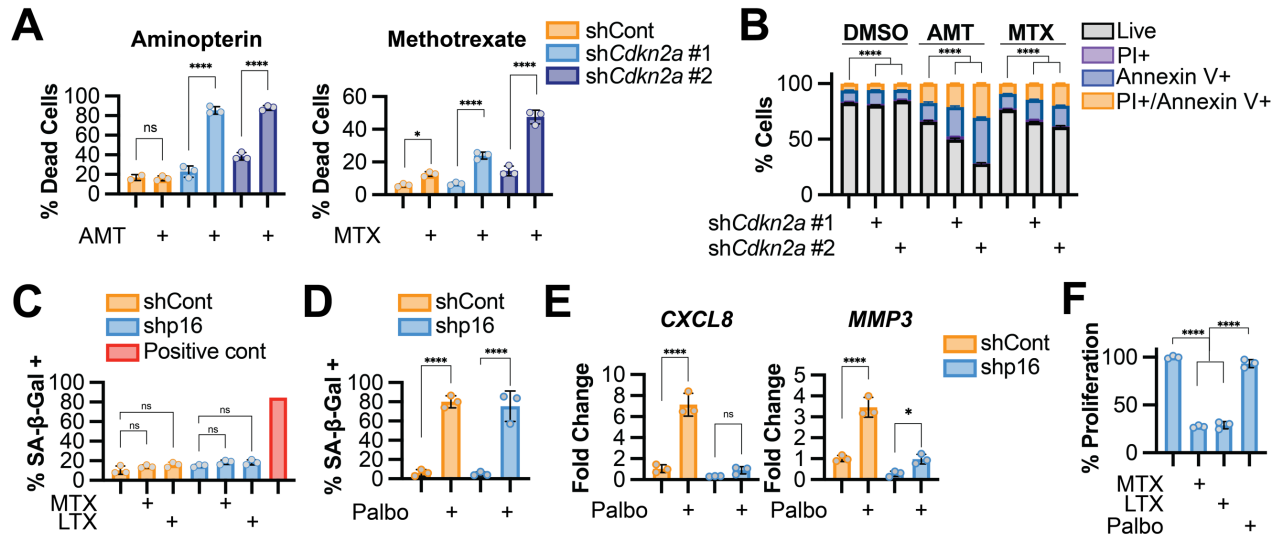 A
Aminopterin
Methotrexate
shCont
shCdkn2a #1
shCdkn2a #2
% Dead Cells
100
80
60
40
20
0
ns
****
****
AMT + + +
% Dead Cells
60
40
20
0
*
****
****
MTX + + +
B
DMSO AMT MTX
**** **** ****
Live
PI+
Annexin V+
PI+/Annexin V+
% Cells
100
50
0
shCdkn2a #1 + + +
shCdkn2a #2 + + +
C
shCont
shp16
Positive cont
% SA-β-Gal +
100
80
60
40
20
0
ns
ns
ns
ns
MTX + +
LTX + +
D
shCont
shp16
% SA-β-Gal +
100
80
60
40
20
0
**** ****
Palbo + +
E
CXCL8
MMP3
shCont
shp16
Fold Change
10
8
6
4
2
0
****
ns
Palbo + +
Fold Change
5
4
3
2
1
0
****
*
Palbo + +
F
% Proliferation
100
50
0
**** ****
MTX +
LTX +
Palbo +